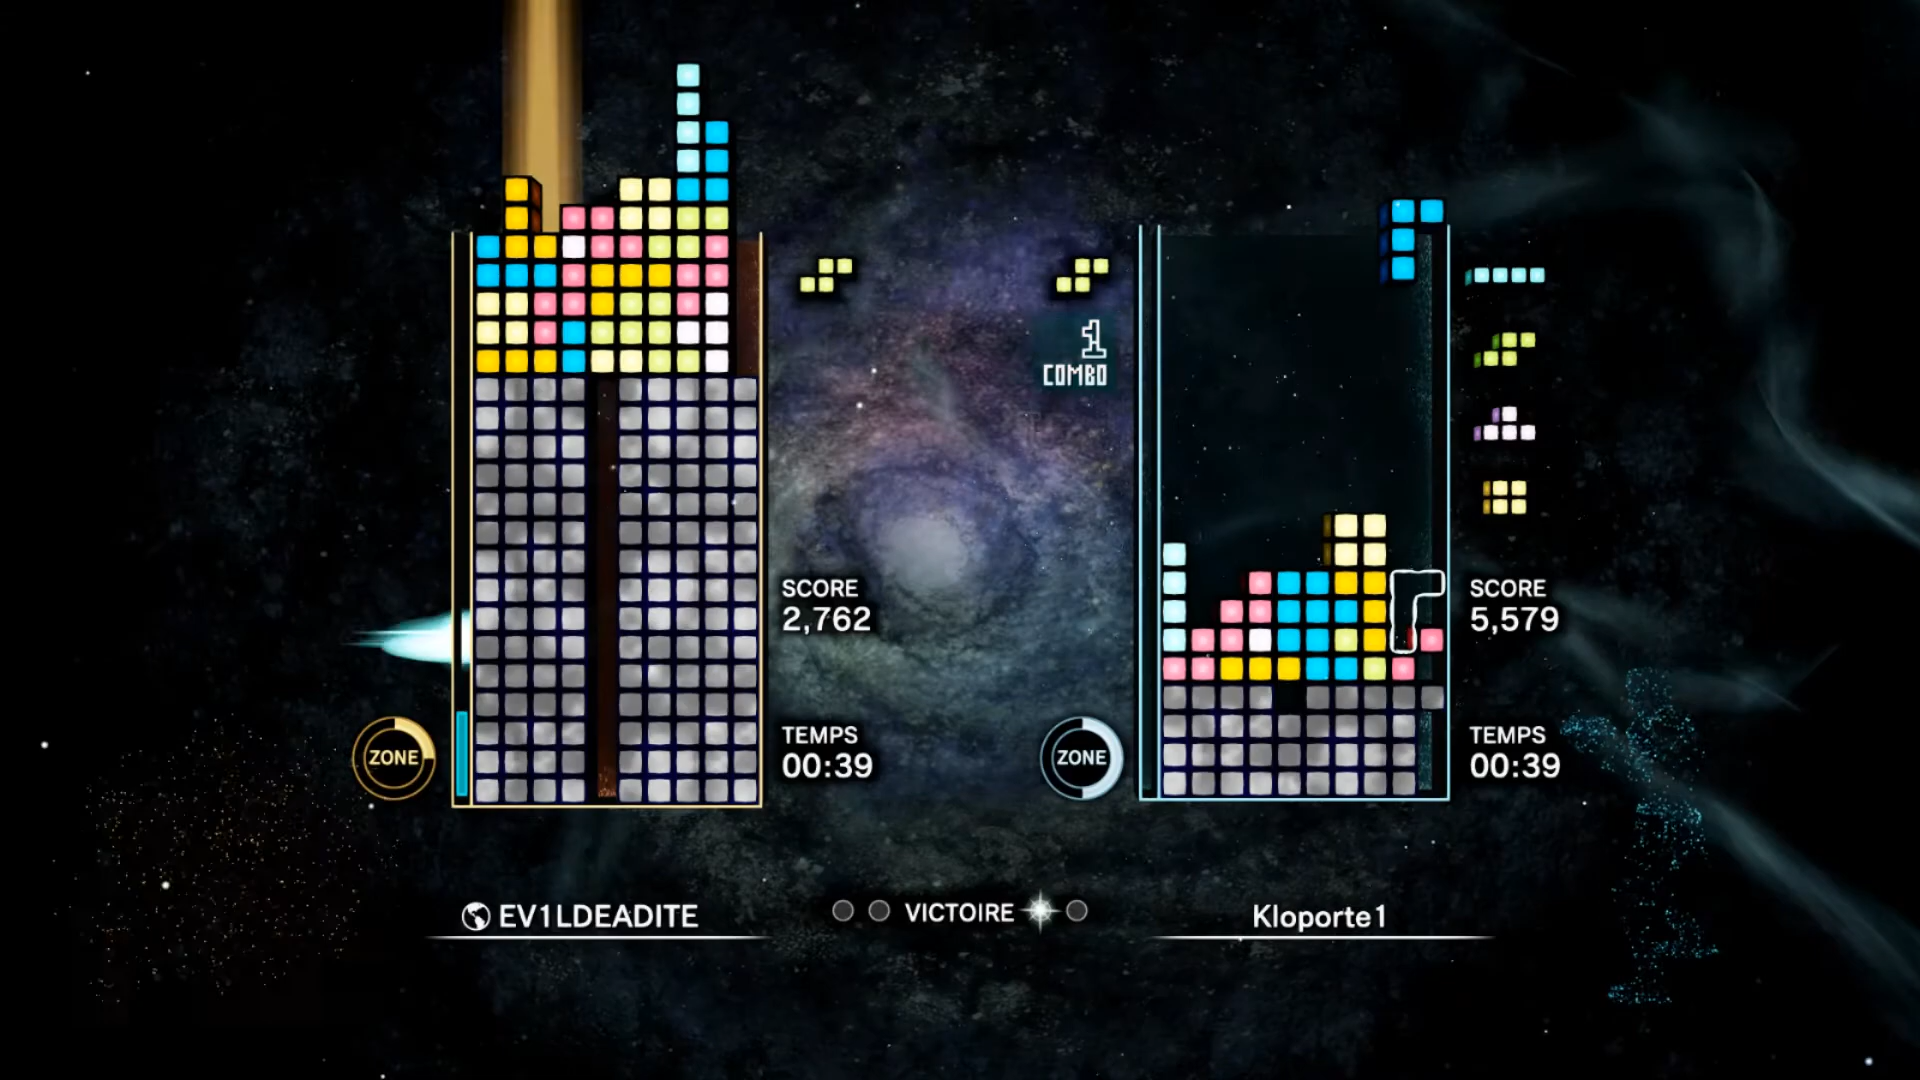 1
COMBO
SCORE
2,762
SCORE
5,579
ZONE
TEMPS
00:39
ZONE
TEMPS
00:39
EV1LDEADITE
VICTOIRE
Kloporte1